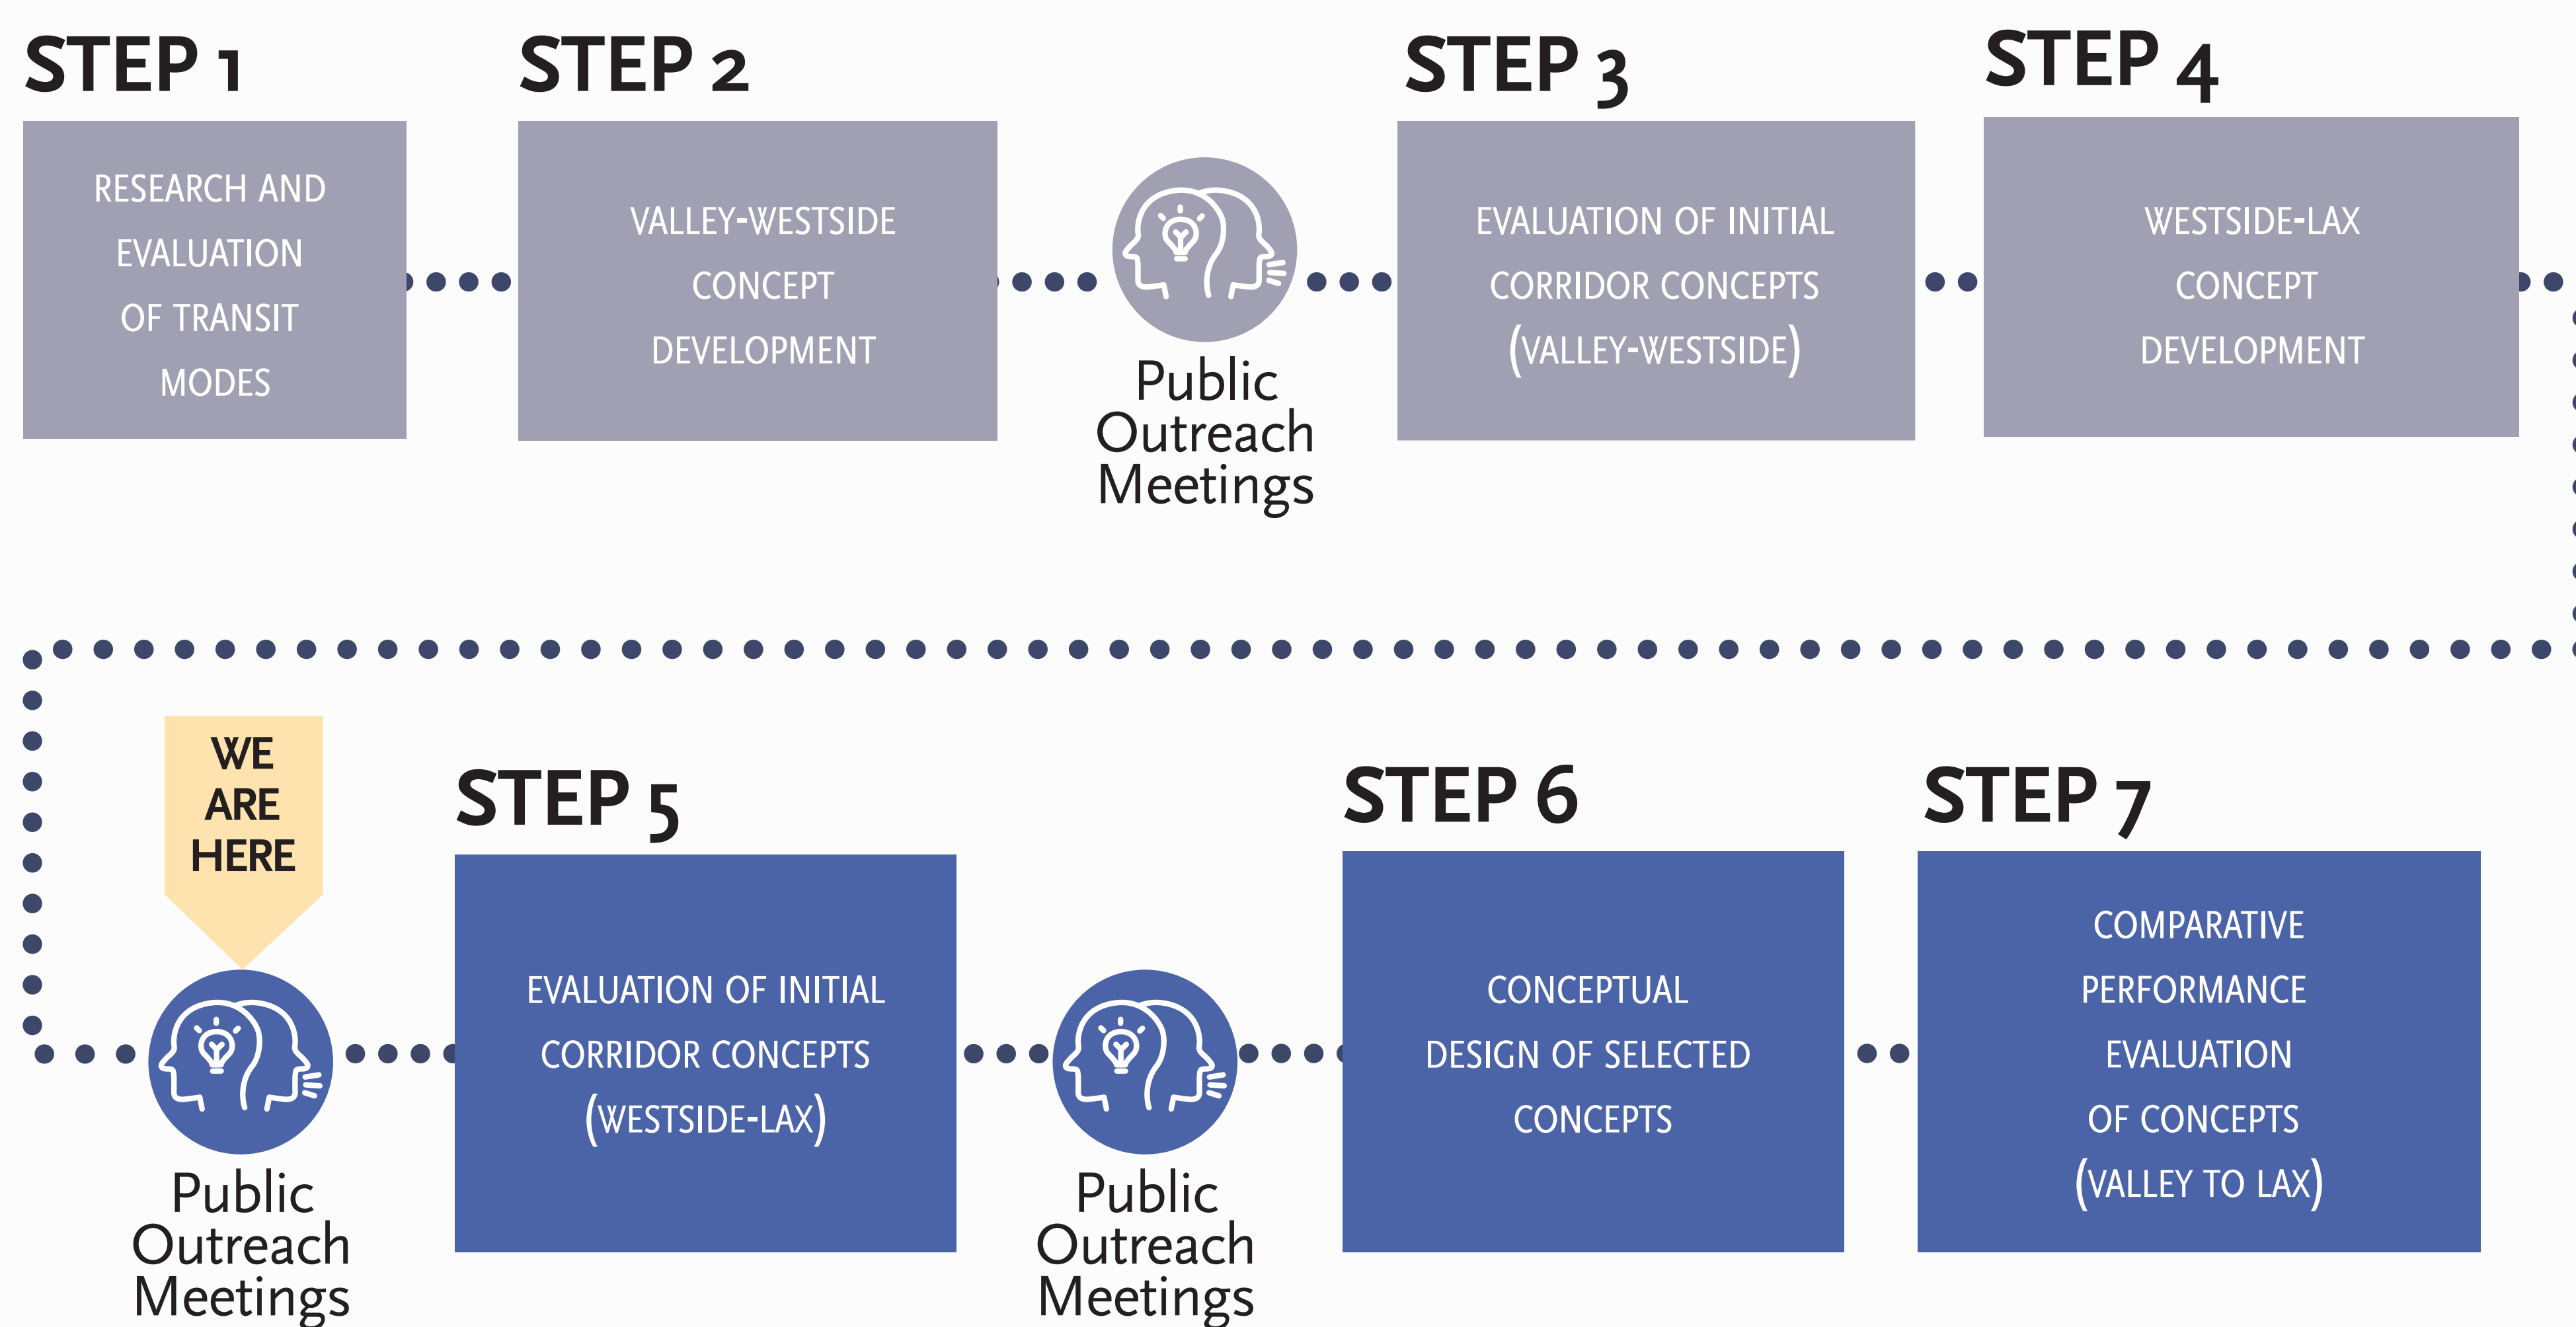 STEP 1
RESEARCH AND
EVALUATION
OF TRANSIT
MODES
STEP 2
VALLEY-WESTSIDE
CONCEPT
DEVELOPMENT
Public
Outreach
Meetings
STEP 3
EVALUATION OF INITIAL
CORRIDOR CONCEPTS
(VALLEY-WESTSIDE)
STEP 4
WESTSIDE-LAX
CONCEPT
DEVELOPMENT
WE
ARE
HERE
Public
Outreach
Meetings
STEP 5
EVALUATION OF INITIAL
CORRIDOR CONCEPTS
(WESTSIDE-LAX)
Public
Outreach
Meetings
STEP 6
CONCEPTUAL
DESIGN OF SELECTED
CONCEPTS
STEP 7
COMPARATIVE
PERFORMANCE
EVALUATION
OF CONCEPTS
(VALLEY TO LAX)